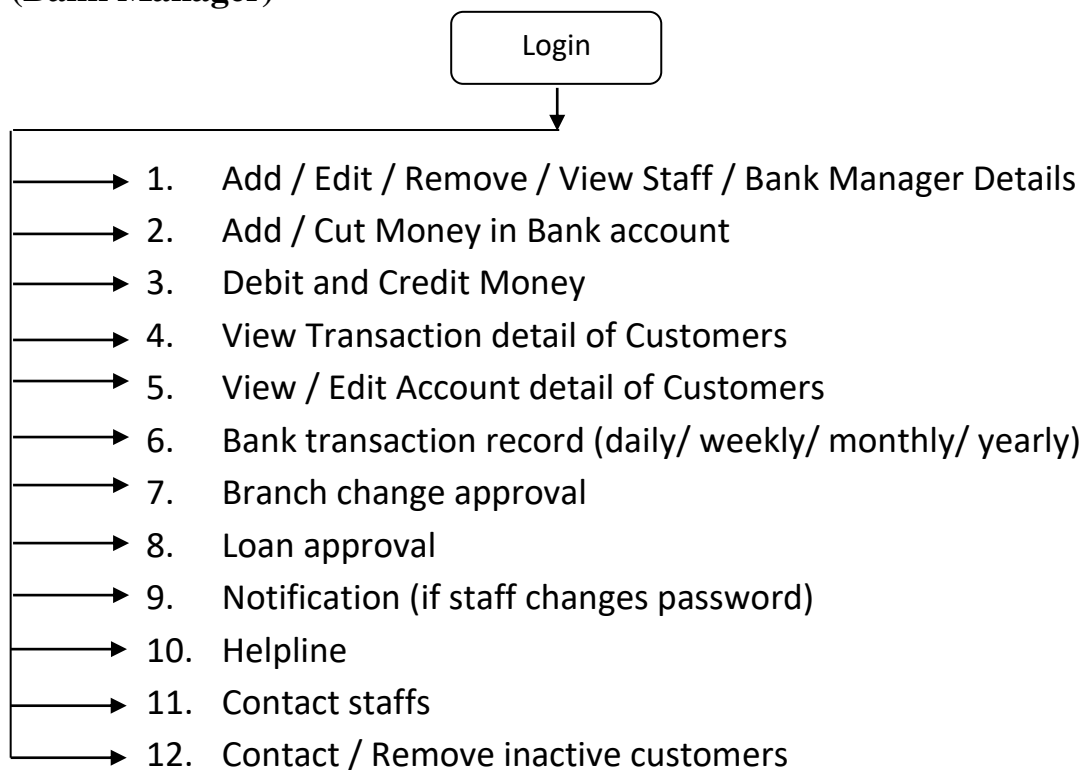 (Bank Manager)
Login
1. Add / Edit / Remove / View Staff / Bank Manager Details
2. Add / Cut Money in Bank account
3. Debit and Credit Money
4. View Transaction detail of Customers
5. View / Edit Account detail of Customers
6. Bank transaction record (daily/ weekly/ monthly/ yearly)
7. Branch change approval
8. Loan approval
9. Notification (if staff changes password)
10. Helpline
11. Contact staffs
12. Contact / Remove inactive customers